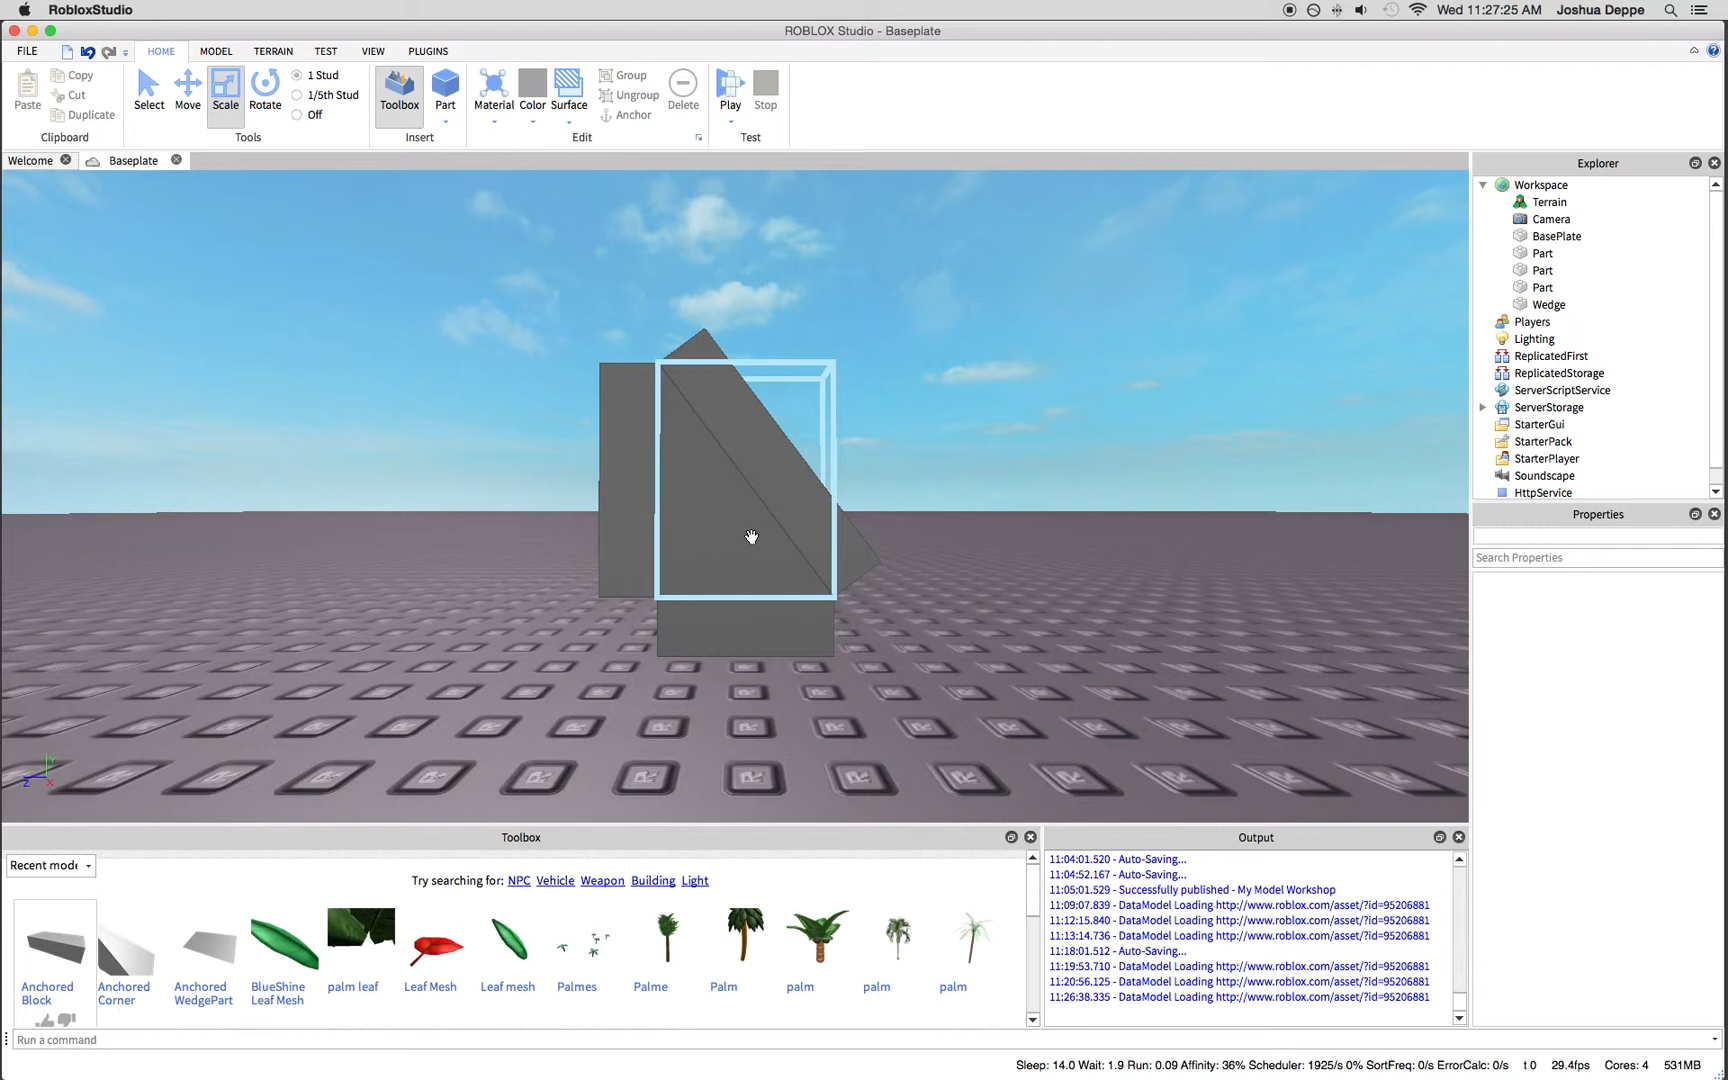 RobloxStudio
Wed 11:27:25 AM Joshua Deppe
ROBLOX Studio - Baseplate
FILE HOME MODEL TERRAIN TEST VIEW PLUGINS
Paste
Copy
Cut
Duplicate
Clipboard
Select Move Scale Rotate
1 Stud
1/5th Stud
Off
Tools
Toolbox Part
Insert
Material Color Surface
Group
Ungroup
Anchor
Delete
Edit
Play Stop
Test
Welcome Baseplate
Explorer
Workspace
Terrain
Camera
BasePlate
Part
Part
Part
Wedge
Players
Lighting
ReplicatedFirst
ReplicatedStorage
ServerScriptService
ServerStorage
StarterGui
StarterPack
StarterPlayer
Soundscape
HttpService
Properties
Search Properties
Y
Z
X
Toolbox
Recent mode
Try searching for: NPC Vehicle Weapon Building Light
Anchored Block
Anchored Corner
Anchored WedgePart
BlueShine Leaf Mesh
palm leaf
Leaf Mesh
Leaf mesh
Palmes
Palme
Palm
palm
palm
palm
Output
11:04:01.520 - Auto-Saving...
11:04:52.167 - Auto-Saving...
11:05:01.529 - Successfully published - My Model Workshop
11:09:07.839 - DataModel Loading http://www.roblox.com/asset/?id=95206881
11:12:15.840 - DataModel Loading http://www.roblox.com/asset/?id=95206881
11:13:14.736 - DataModel Loading http://www.roblox.com/asset/?id=95206881
11:18:01.512 - Auto-Saving...
11:19:53.710 - DataModel Loading http://www.roblox.com/asset/?id=95206881
11:20:56.125 - DataModel Loading http://www.roblox.com/asset/?id=95206881
11:26:38.335 - DataModel Loading http://www.roblox.com/asset/?id=95206881
Run a command
Sleep: 14.0 Wait: 1.9 Run: 0.09 Affinity: 36% Scheduler: 1925/s 0% SortFreq: 0/s ErrorCalc: 0/s t 0 29.4fps Cores: 4 531MB